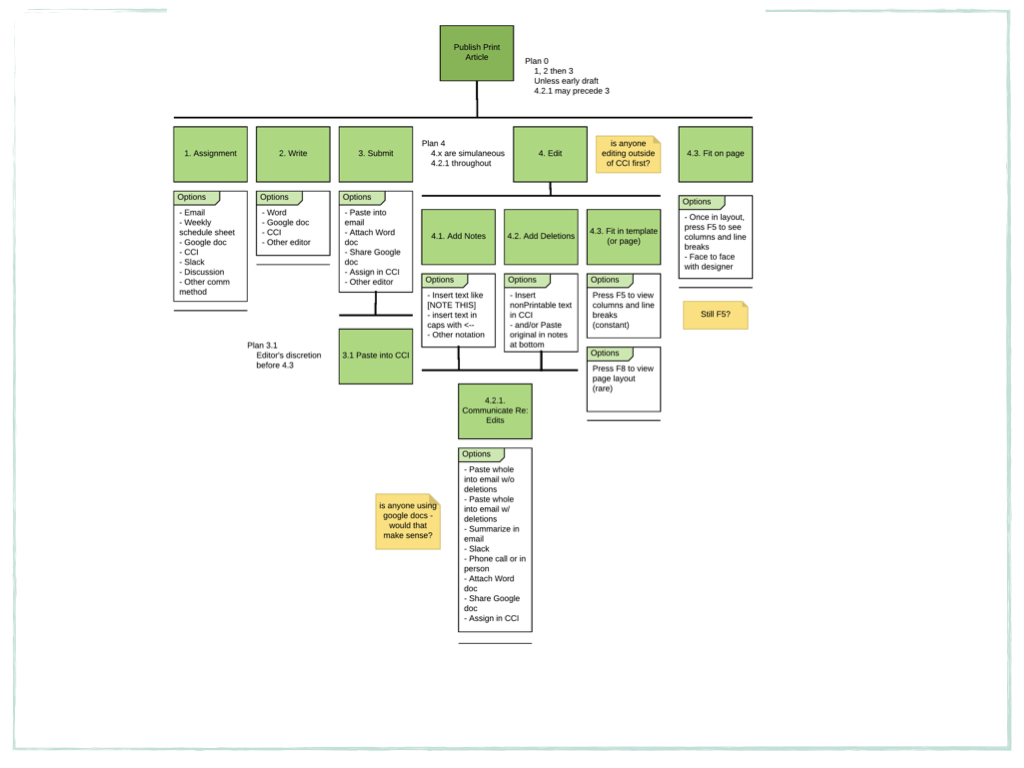 Publish Print
Article
Plan 0
1, 2 then 3
Unless early draft
4.2.1 may precede 3
1. Assignment
2. Write
3. Submit
Plan 4
4.x are simulaneous
4.2.1 throughout
4. Edit
is anyone
editing outside
of CCI first?
4.3. Fit on page
Options
- Email
- Weekly
schedule sheet
- Google doc
- CCI
- Slack
- Discussion
- Other comm
method
Options
- Word
- Google doc
- CCI
- Other editor
Options
- Paste into
email
- Attach Word
doc
- Share Google
doc
- Assign in CCI
- Other editor
4.1. Add Notes
4.2. Add Deletions
4.3. Fit in template
(or page)
Options
- Once in layout,
press F5 to see
columns and line
breaks
- Face to face
with designer
Options
- Insert text like
[NOTE THIS]
- insert text in
caps with <--
- Other notation
Options
- Insert
nonPrintable text
in CCI
- and/or Paste
original in notes
at bottom
Options
Press F5 to view
columns and line
breaks
(constant)
Still F5?
Plan 3.1
Editor's discretion
before 4.3
3.1 Paste into CCI
Options
Press F8 to view
page layout
(rare)
4.2.1.
Communicate Re:
Edits
Options
- Paste whole
into email w/o
deletions
- Paste whole
into email w/
deletions
- Summarize in
email
- Slack
- Phone call or in
person
- Attach Word
doc
- Share Google
doc
- Assign in CCI
is anyone using
google docs -
would that
make sense?